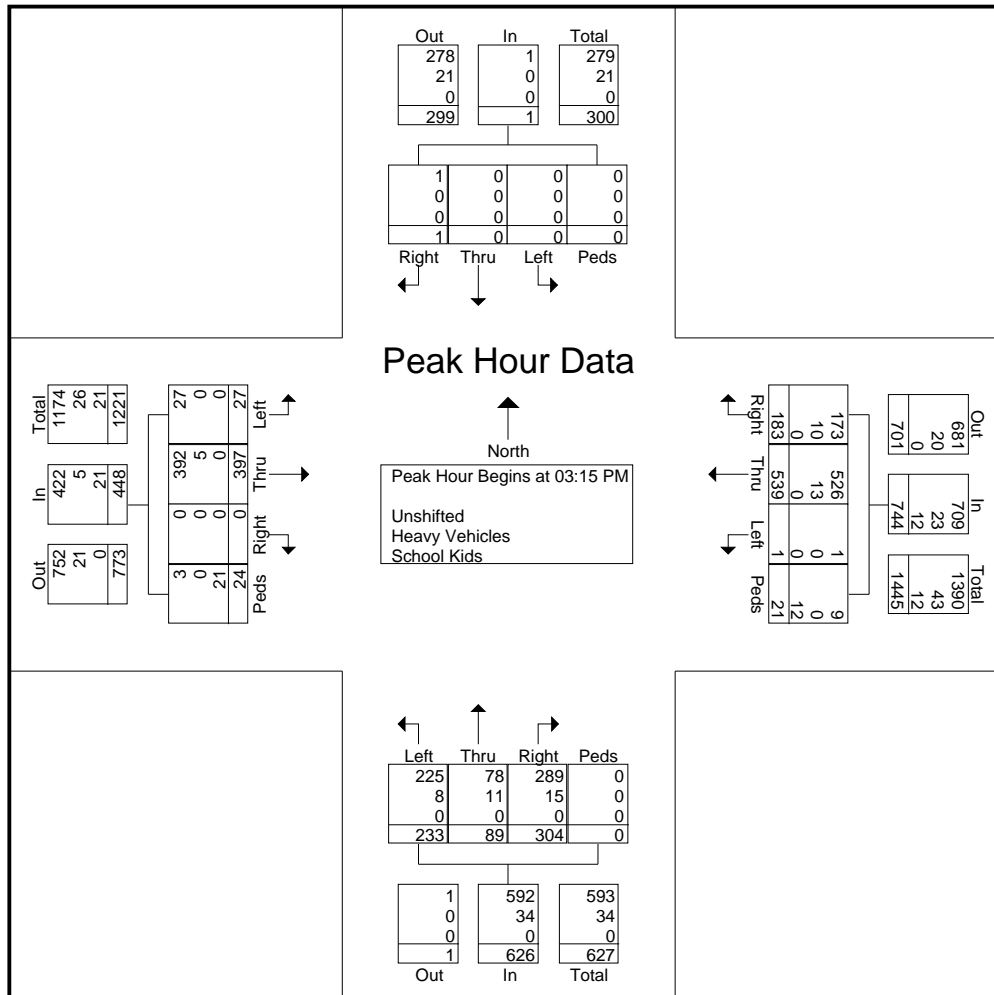 Out In Total
278 1 279
21 0 21
0 0 0
299 1 300
1 0 0 0
0 0 0 0
0 0 0 0
1 0 0 0
Right Thru Left Peds
Peak Hour Data
North
Peak Hour Begins at 03:15 PM
Unshifted
Heavy Vehicles
School Kids
Total
1174
26
21
1221
In
422
5
21
448
Out
752
21
0
773
Left
27
0
0
27
Thru
392
5
0
397
Right
0
0
0
0
Peds
3
0
21
24
Right
173
10
0
183
Thru
526
13
0
539
Left
1
0
0
1
Peds
9
0
12
21
Out
681
20
0
701
In
709
23
12
744
Total
1390
43
12
1445
Left Thru Right Peds
225 78 289 0
8 11 15 0
0 0 0 0
233 89 304 0
1 592 593
0 34 34
0 0 0
1 626 627
Out In Total